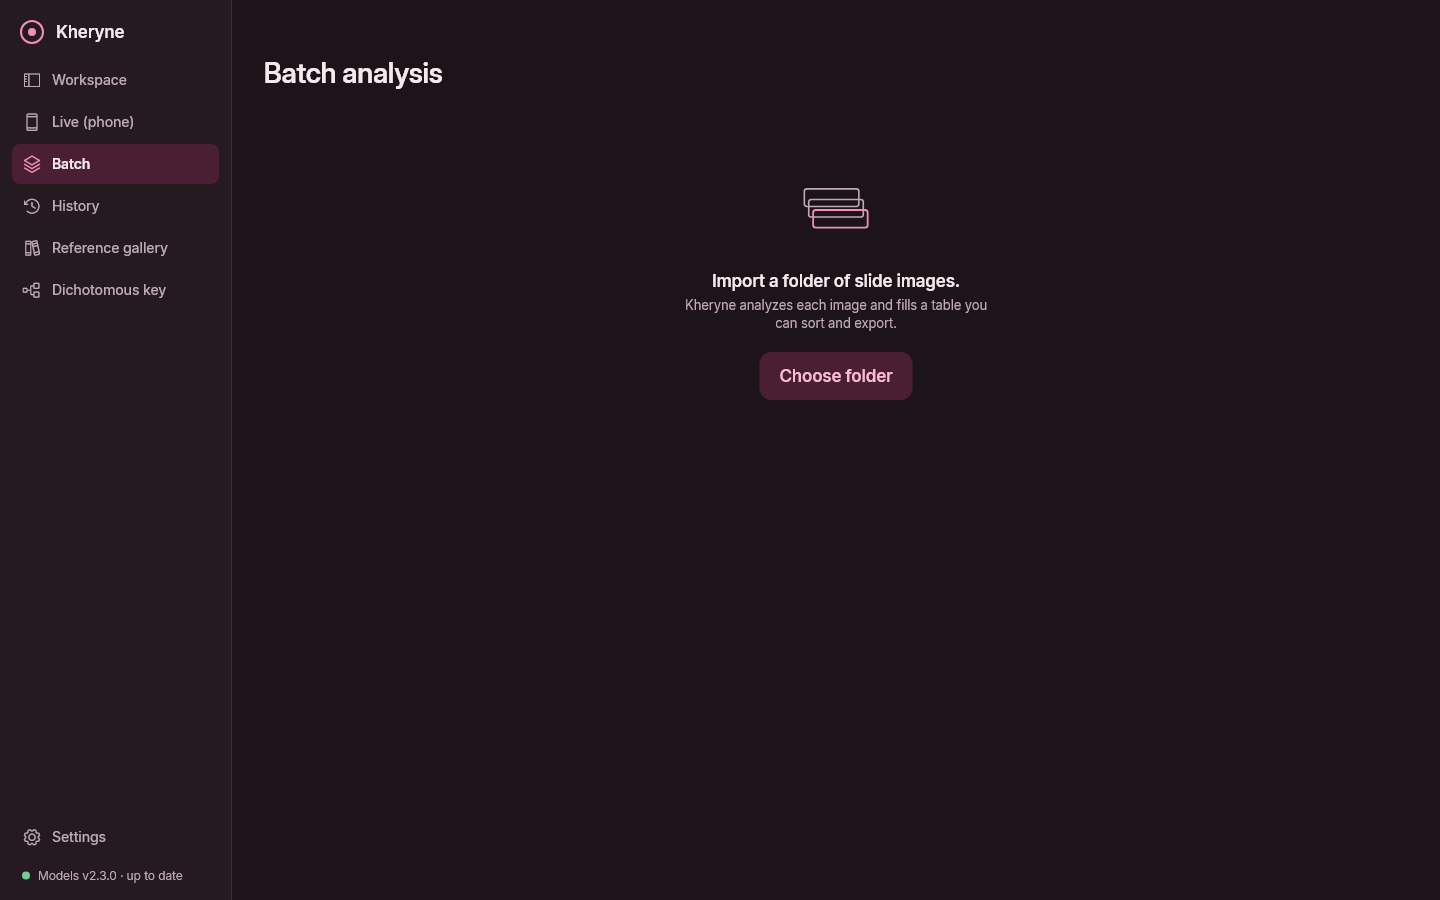 Kheryne
Workspace
Live (phone)
Batch
History
Reference gallery
Dichotomous key
Settings
Models v2.3.0 · up to date
Batch analysis
Import a folder of slide images.
Kheryne analyzes each image and fills a table you
can sort and export.
Choose folder